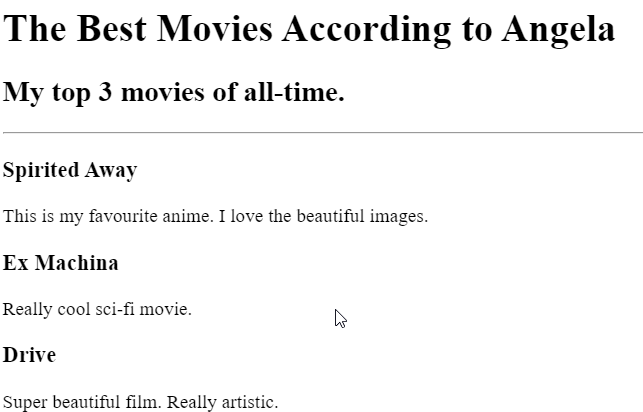 The Best Movies According to Angela
My top 3 movies of all-time.
Spirited Away
This is my favourite anime. I love the beautiful images.
Ex Machina
Really cool sci-fi movie.
Drive
Super beautiful film. Really artistic.